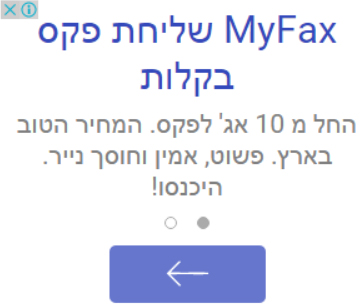 MyFax שליחת פקס
בקלות
החל מ 10 אג' לפקס. המחיר הטוב
בארץ. פשוט, אמין וחוסך נייר.
היכנסו!